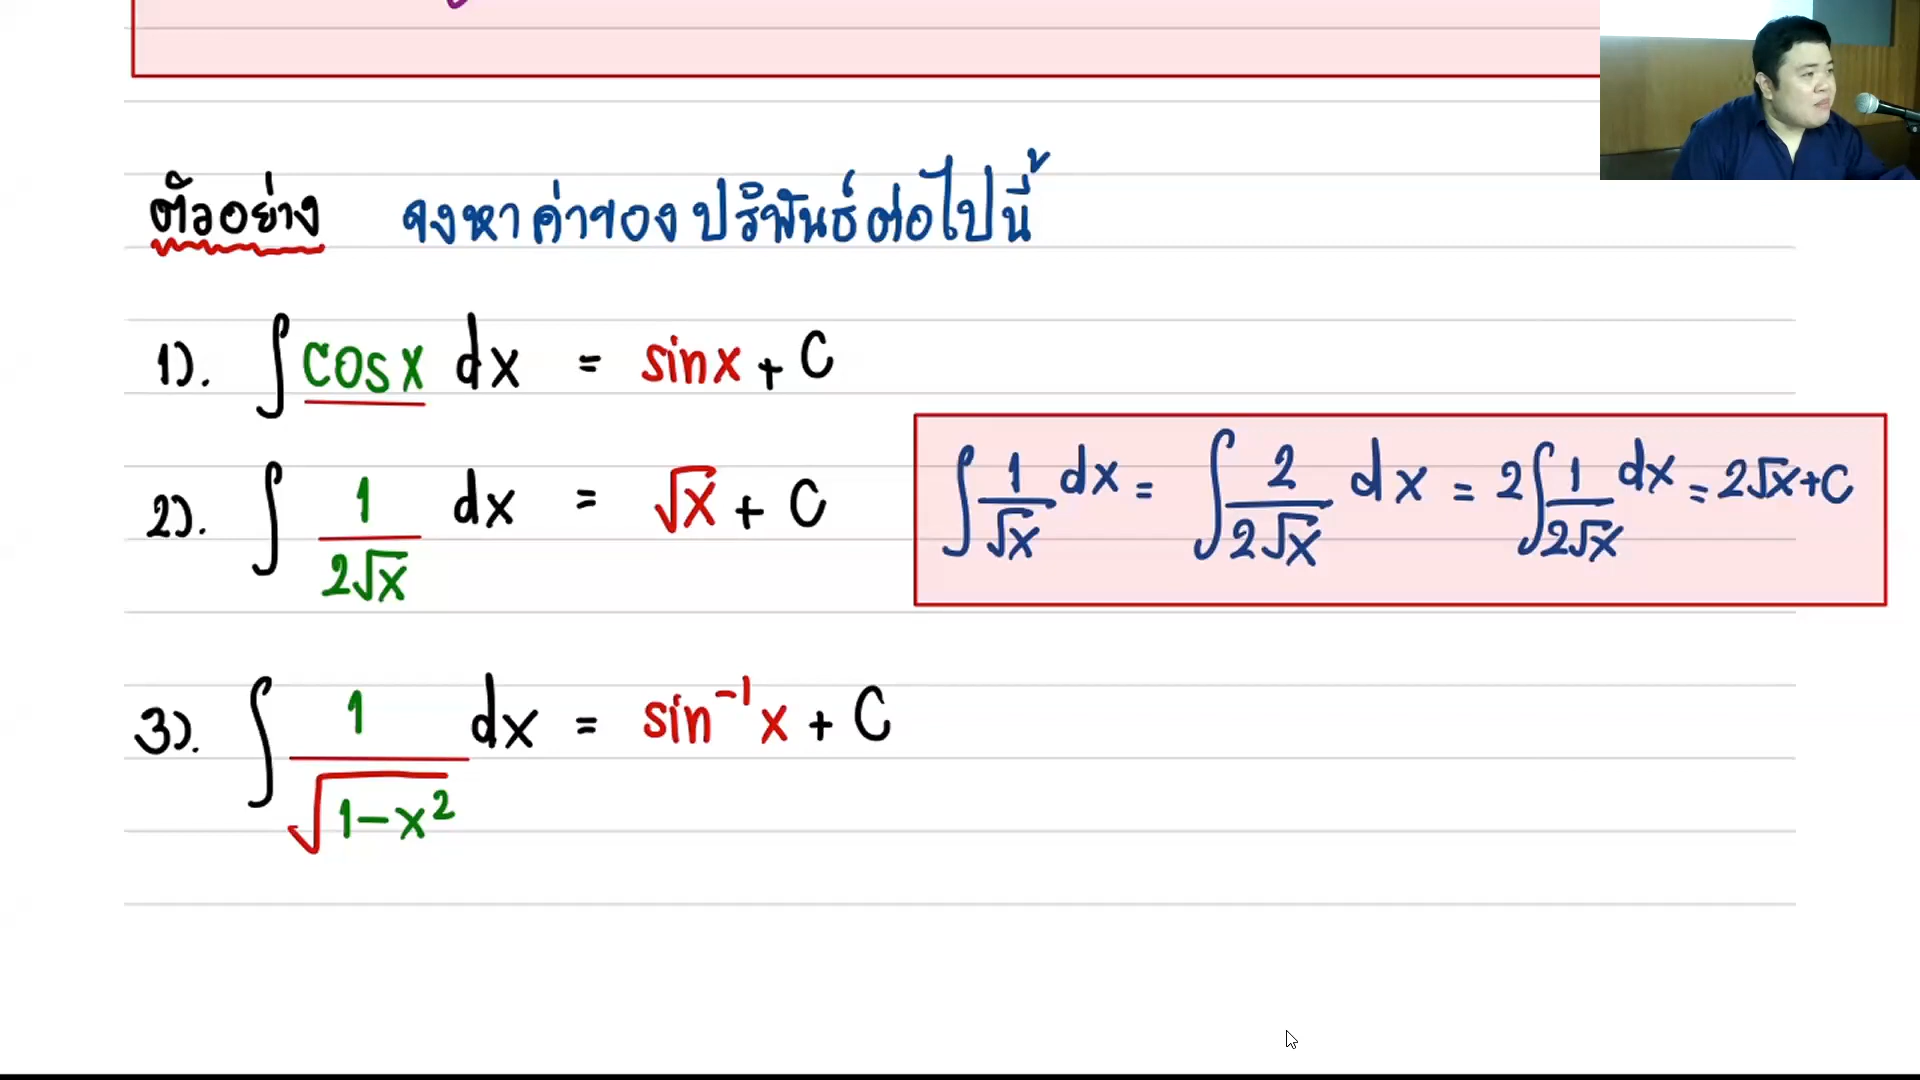 ตัวอย่าง จงหาค่าของปริพันธ์ต่อไปนี้
1). ∫ cos x dx = sin x + C
2). ∫ 1/(2√x) dx = √x + C
∫ 1/√x dx = ∫ 2/(2√x) dx = 2 ∫ 1/(2√x) dx = 2√x + C
3). ∫ 1/√(1-x²) dx = sin⁻¹x + C